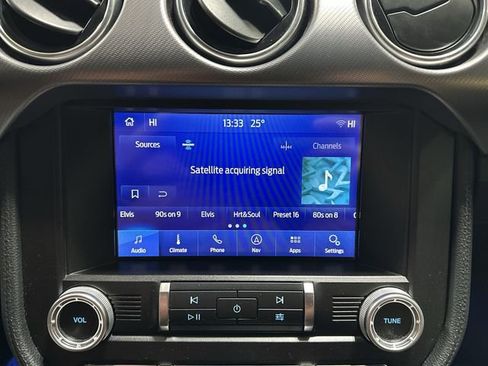 HI 13:33 25° HI
Sources Channels
Satellite acquiring signal
Elvis 90s on 9 Elvis Hrt&Soul Preset 16 80s on 8
Audio Climate Phone Nav Apps Settings
VOL TUNE